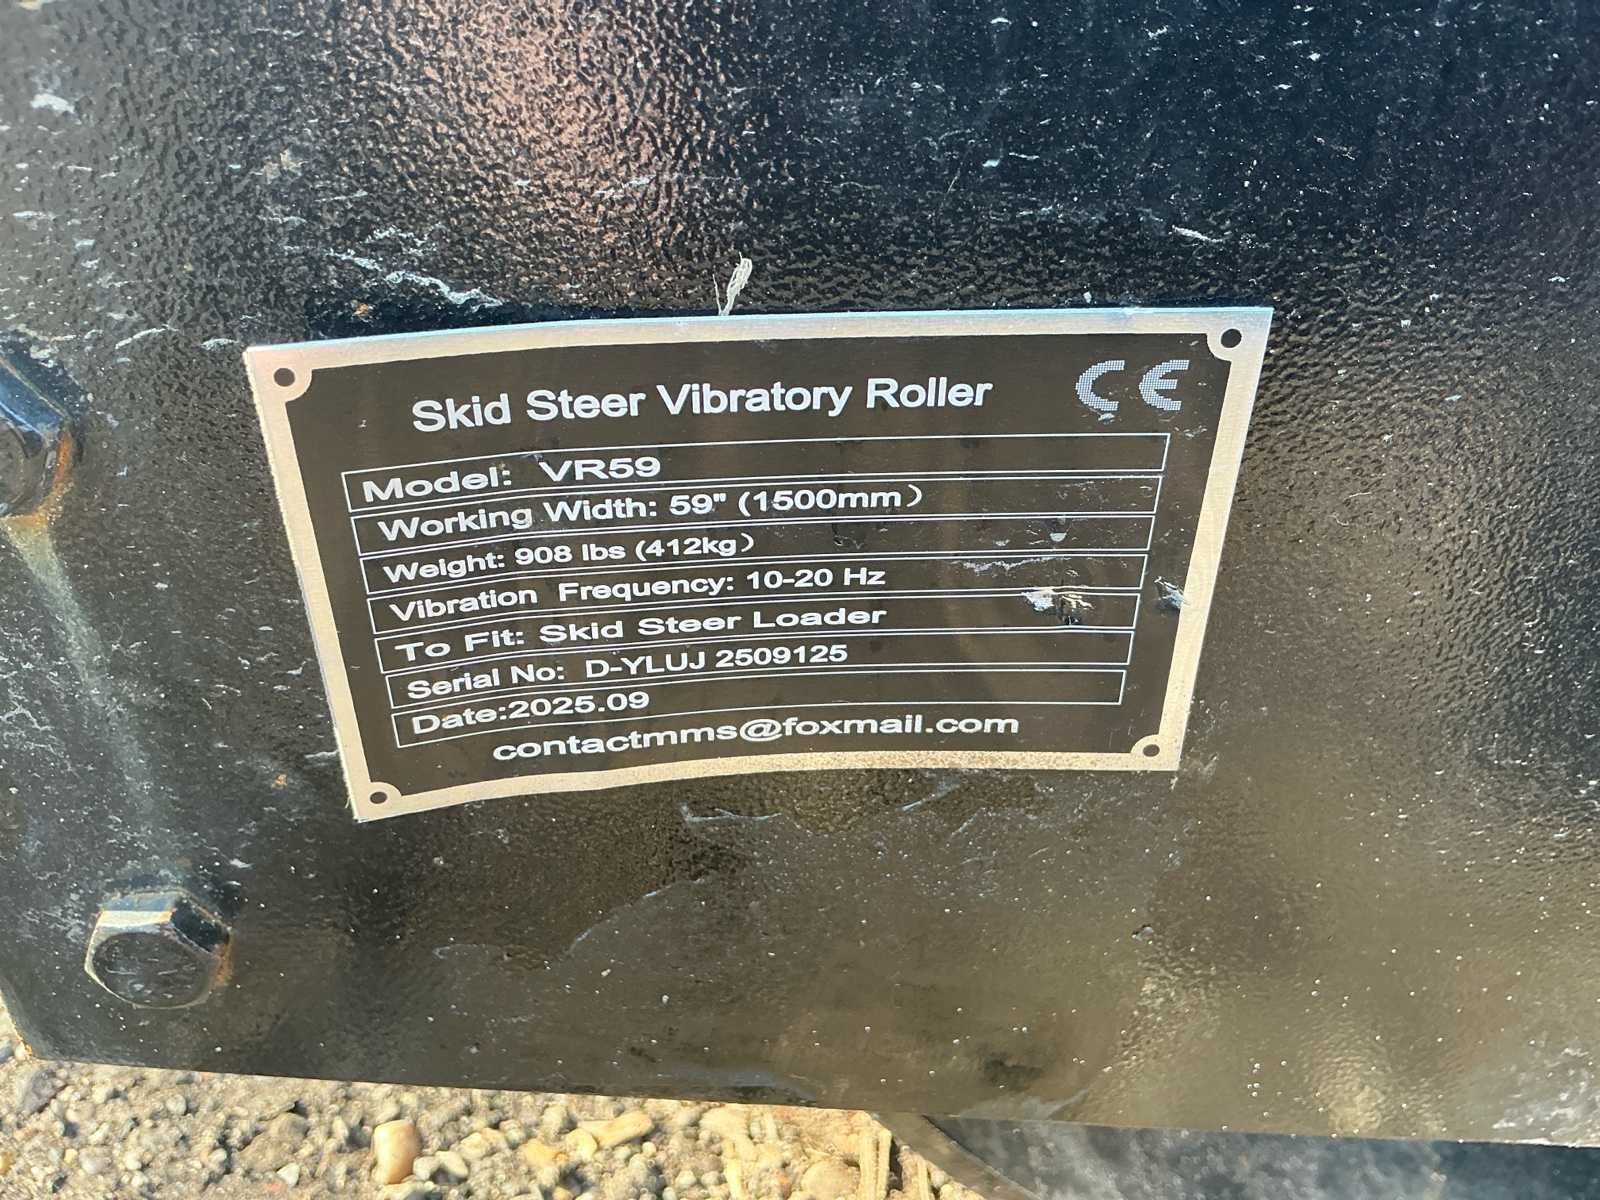 Skid Steer Vibratory Roller CE
Model: VR59
Working Width: 59" (1500mm）
Weight: 908 lbs (412kg）
Vibration Frequency: 10-20 Hz
To Fit: Skid Steer Loader
Serial No: D-YLUJ 2509125
Date:2025.09
contactmms@foxmail.com